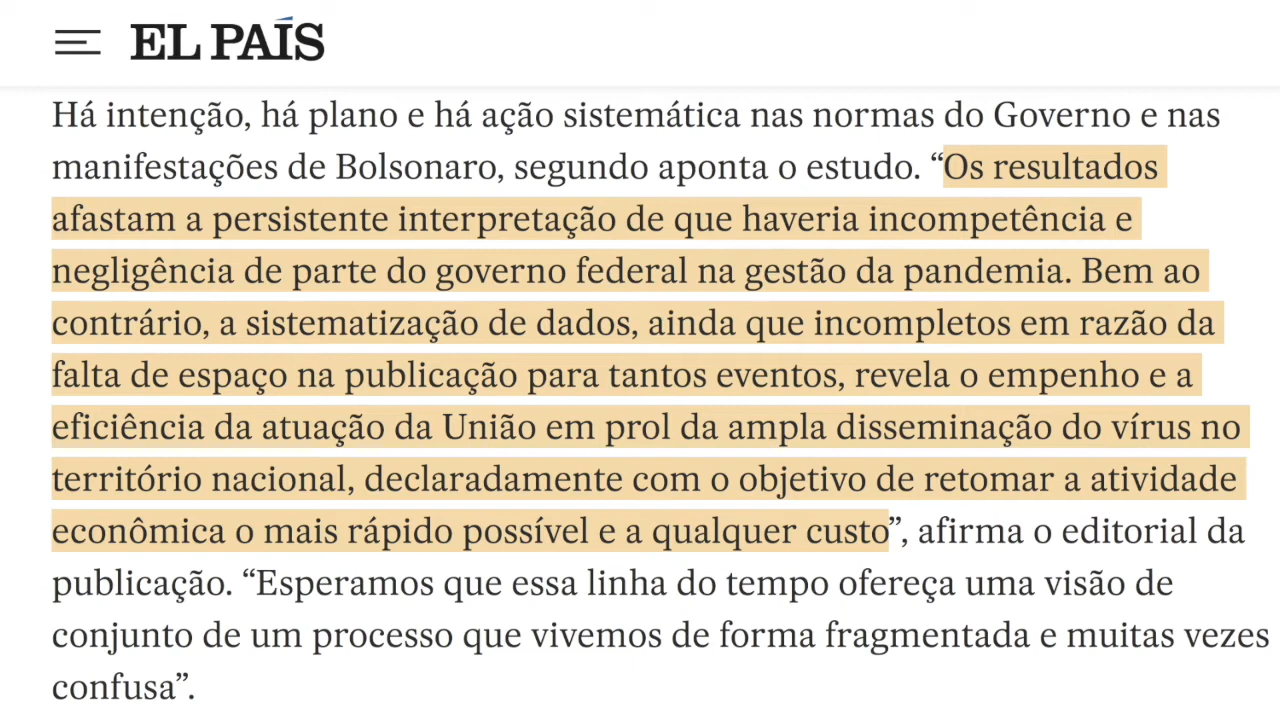 EL PAÍS
Há intenção, há plano e há ação sistemática nas normas do Governo e nas
manifestações de Bolsonaro, segundo aponta o estudo. “Os resultados
afastam a persistente interpretação de que haveria incompetência e
negligência de parte do governo federal na gestão da pandemia. Bem ao
contrário, a sistematização de dados, ainda que incompletos em razão da
falta de espaço na publicação para tantos eventos, revela o empenho e a
eficiência da atuação da União em prol da ampla disseminação do vírus no
território nacional, declaradamente com o objetivo de retomar a atividade
econômica o mais rápido possível e a qualquer custo”, afirma o editorial da
publicação. “Esperamos que essa linha do tempo ofereça uma visão de
conjunto de um processo que vivemos de forma fragmentada e muitas vezes
confusa”.